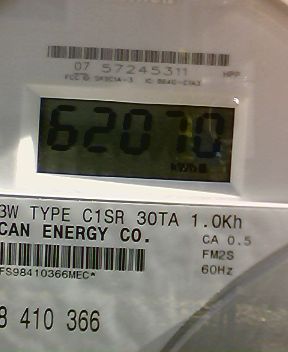 07 57245311
62070
3W TYPE C1SR 30TA 1.0Kh
CAN ENERGY CO.
CA 0.5
FM2S
60Hz
FS98410366MEC*
8 410 366